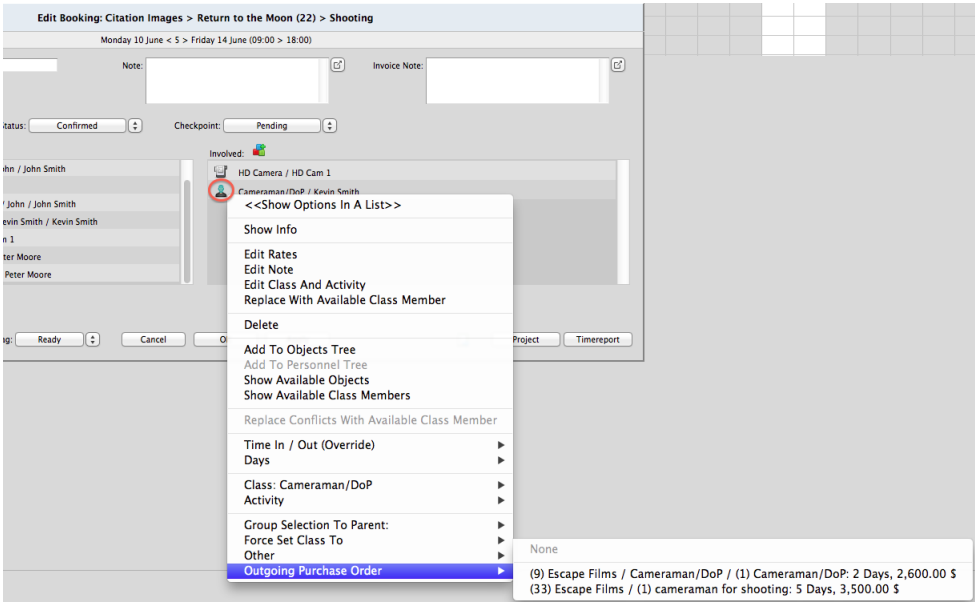 Edit Booking: Citation Images > Return to the Moon (22) > Shooting
Monday 10 June < 5 > Friday 14 June (09:00 > 18:00)
Note:
Invoice Note:
Status: Confirmed Checkpoint: Pending
Involved:
ohn / John Smith
HD Camera / HD Cam 1
Cameraman/DoP / Kevin Smith
/ John / John Smith
evin Smith / Kevin Smith
m 1
ter Moore
Peter Moore
<<Show Options In A List>>
Show Info
Edit Rates
Edit Note
Edit Class And Activity
Replace With Available Class Member
Delete
ag: Ready Cancel O Project Timereport
Add To Objects Tree
Add To Personnel Tree
Show Available Objects
Show Available Class Members
Replace Conflicts With Available Class Member
Time In / Out (Override)
Days
Class: Cameraman/DoP
Activity
Group Selection To Parent:
Force Set Class To
Other
Outgoing Purchase Order
None
(9) Escape Films / Cameraman/DoP / (1) Cameraman/DoP: 2 Days, 2,600.00 $
(33) Escape Films / (1) cameraman for shooting: 5 Days, 3,500.00 $